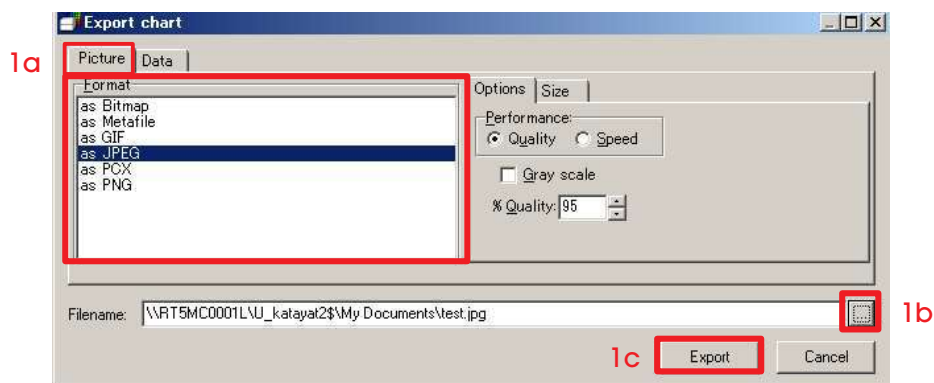 Export chart
1a
Picture Data
Format
as Bitmap
as Metafile
as GIF
as JPEG
as PCX
as PNG
Options Size
Performance:
Quality Speed
Gray scale
% Quality: 95
Filename: \\RT5MC0001L\U_katayat2$\My Documents\test.jpg ...
1b
1c Export Cancel